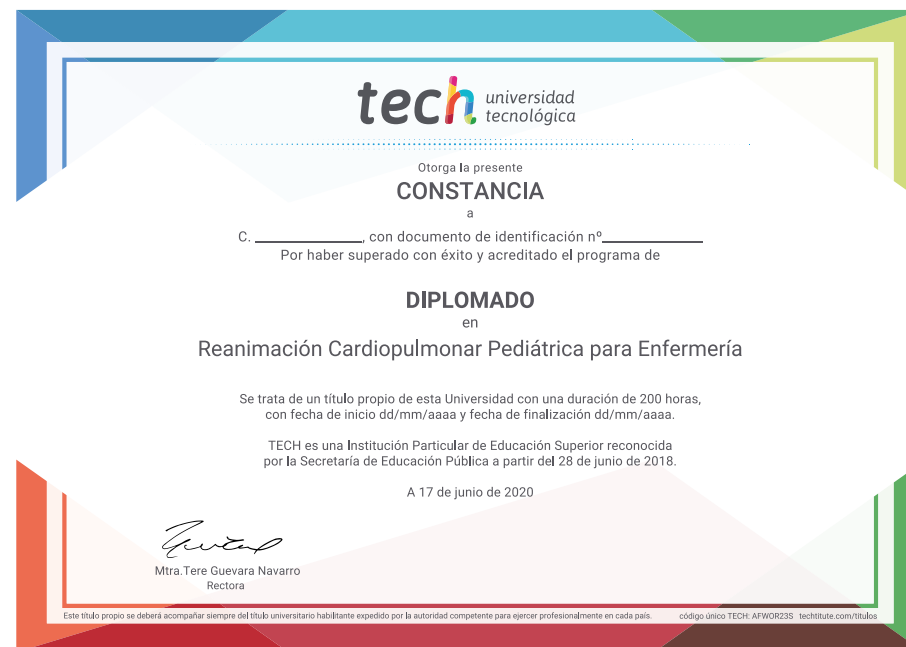 tech universidad
tecnológica
Otorga la presente
CONSTANCIA
a
C. ____________, con documento de identificación nº____________
Por haber superado con éxito y acreditado el programa de
DIPLOMADO
en
Reanimación Cardiopulmonar Pediátrica para Enfermería
Se trata de un título propio de esta Universidad con una duración de 200 horas,
con fecha de inicio dd/mm/aaaa y fecha de finalización dd/mm/aaaa.
TECH es una Institución Particular de Educación Superior reconocida
por la Secretaría de Educación Pública a partir del 28 de junio de 2018.
A 17 de junio de 2020
Mtra.Tere Guevara Navarro
Rectora
Este título propio se deberá acompañar siempre del título universitario habilitante expedido por la autoridad competente para ejercer profesionalmente en cada país.
código único TECH: AFWOR23S techtitute.com/titulos